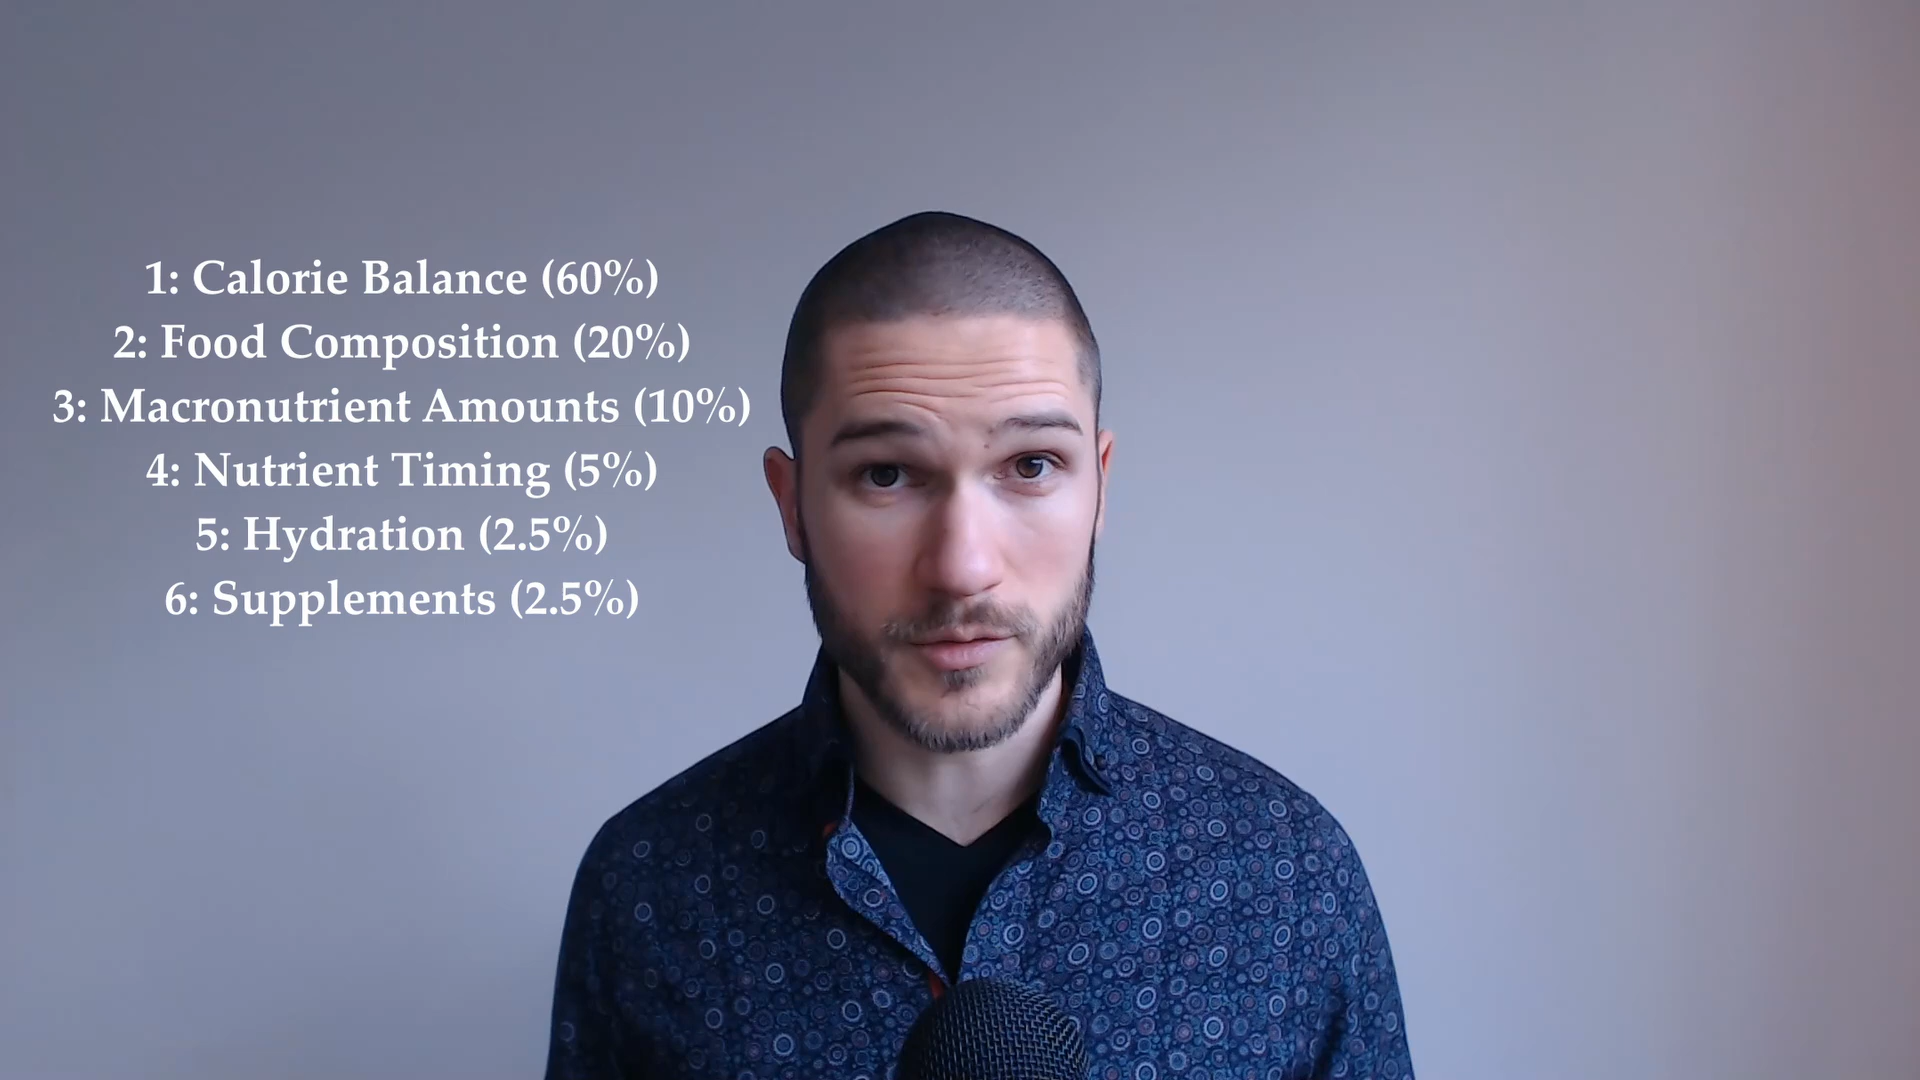 1: Calorie Balance (60%)
2: Food Composition (20%)
3: Macronutrient Amounts (10%)
4: Nutrient Timing (5%)
5: Hydration (2.5%)
6: Supplements (2.5%)